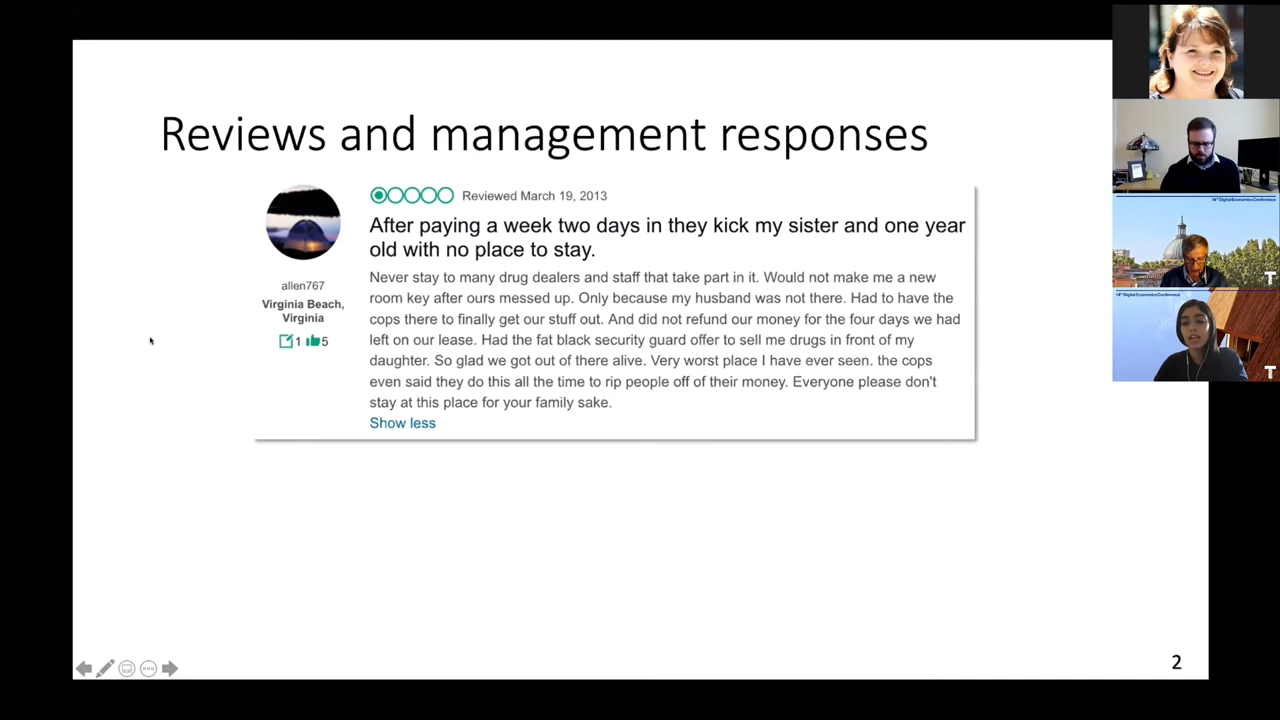 Reviews and management responses
Reviewed March 19, 2013
After paying a week two days in they kick my sister and one year
old with no place to stay.
allen767
Virginia Beach,
Virginia
1 5
Never stay to many drug dealers and staff that take part in it. Would not make me a new
room key after ours messed up. Only because my husband was not there. Had to have the
cops there to finally get our stuff out. And did not refund our money for the four days we had
left on our lease. Had the fat black security guard offer to sell me drugs in front of my
daughter. So glad we got out of there alive. Very worst place I have ever seen. the cops
even said they do this all the time to rip people off of their money. Everyone please don't
stay at this place for your family sake.
Show less
2
14th Digital Economics Conference
T
14th Digital Economics Conference
T